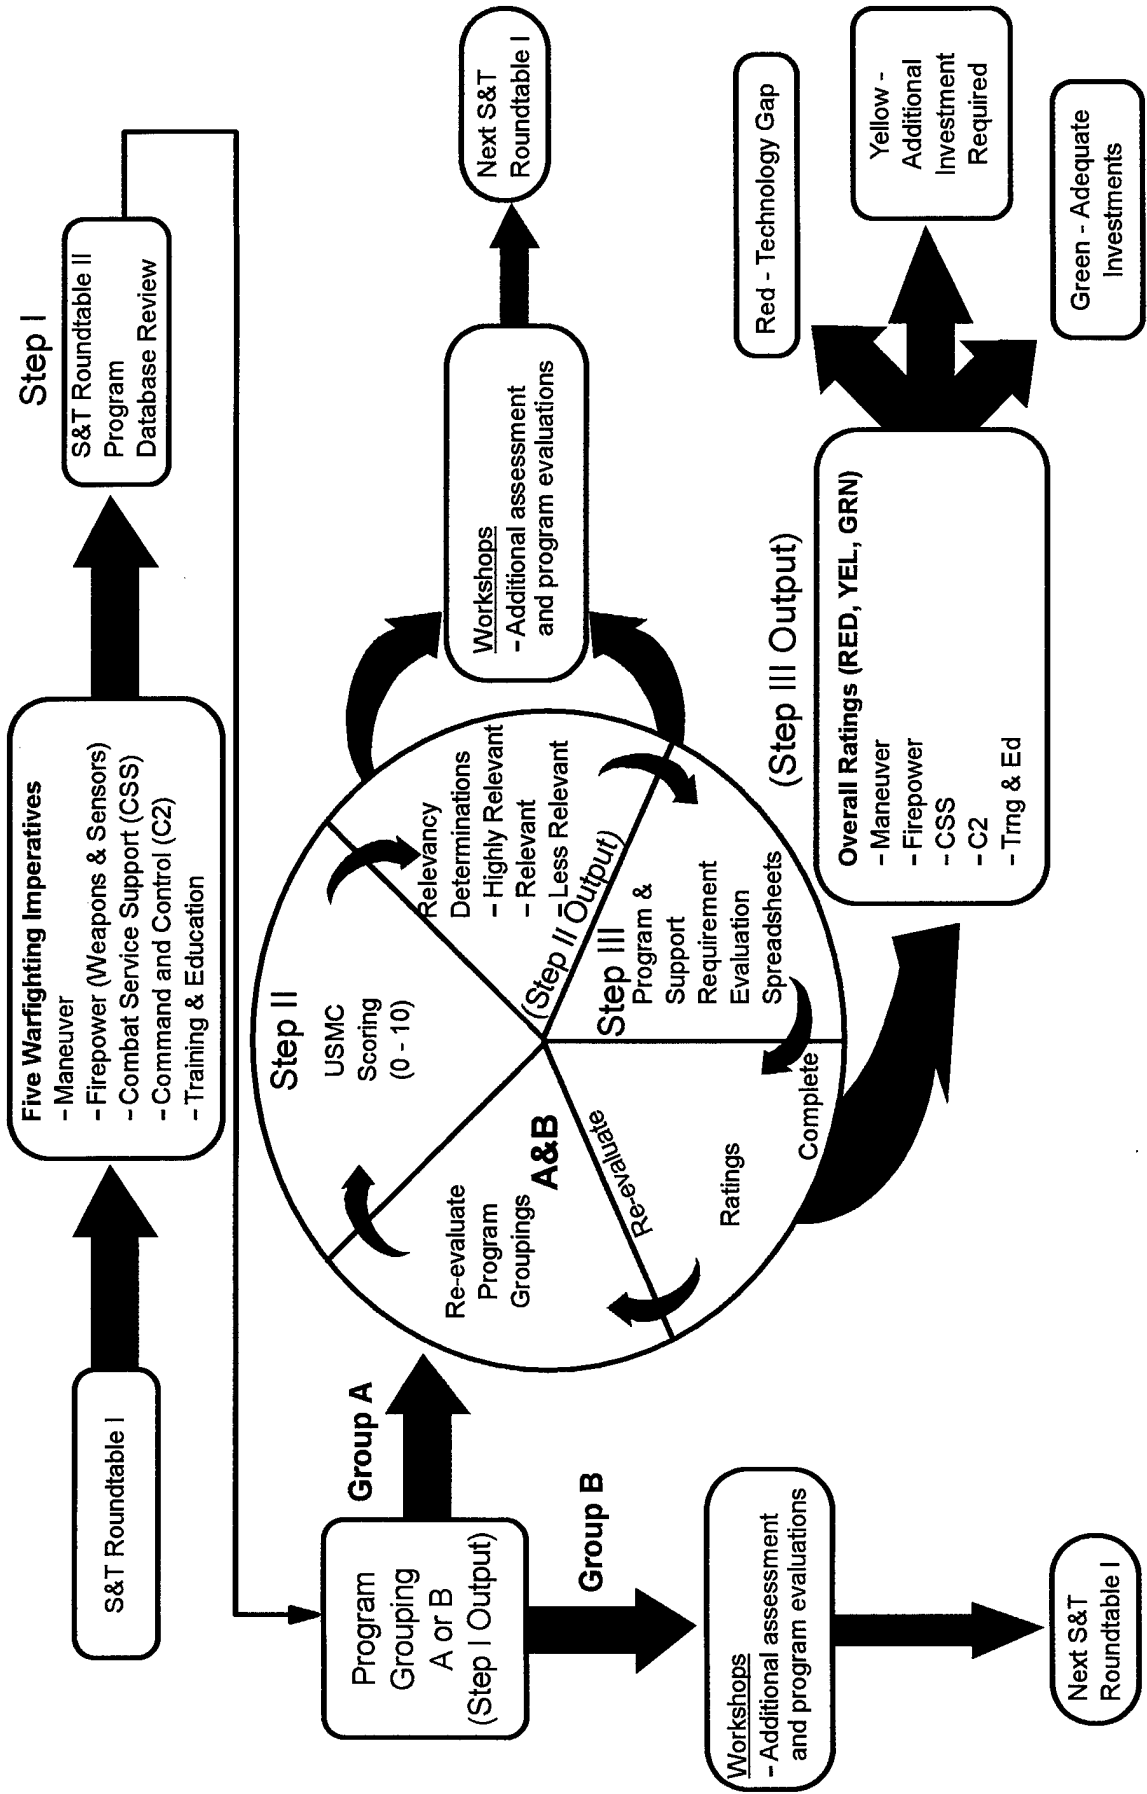 S&T Roundtable I
Five Warfighting Imperatives
- Maneuver
- Firepower (Weapons & Sensors)
- Combat Service Support (CSS)
- Command and Control (C2)
- Training & Education
Step I
S&T Roundtable II
Program
Database Review
Program
Grouping
A or B
(Step I Output)
Group A
Group B
Workshops
- Additional assessment
and program evaluations
Next S&T
Roundtable I
Re-evaluate
Program
Groupings
A&B
Step II
USMC
Scoring
(0 - 10)
Relevancy
Determinations
- Highly Relevant
- Relevant
- Less Relevant
(Step II Output)
Step III
Program &
Support
Requirement
Evaluation
Spreadsheets
Complete
Ratings
Re-evaluate
Workshops
- Additional assessment
and program evaluations
Next S&T
Roundtable I
(Step III Output)
Overall Ratings (RED, YEL, GRN)
- Maneuver
- Firepower
- CSS
- C2
- Trng & Ed
Red - Technology Gap
Yellow -
Additional
Investment
Required
Green - Adequate
Investments